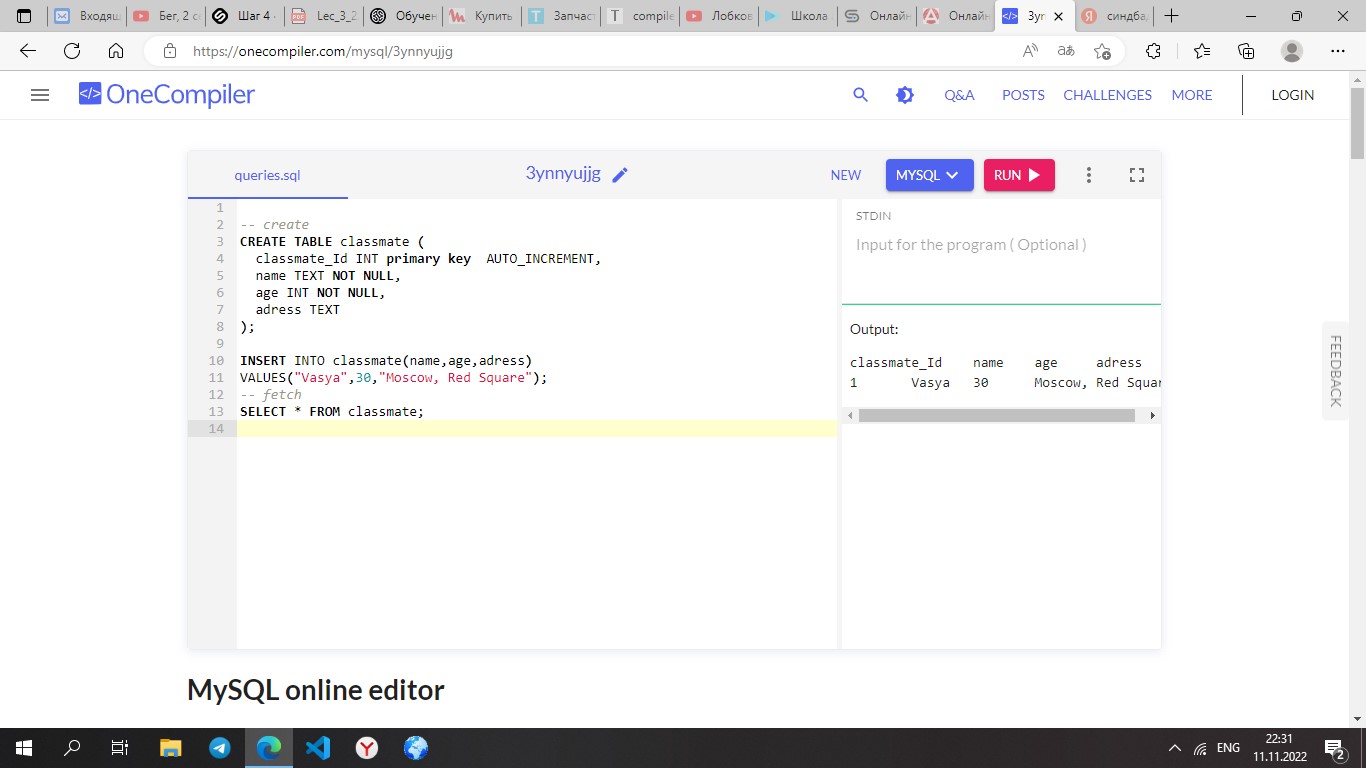 Входящ Бег, 2 с Шаг 4 - Lec_3_2 Обучен Купить Запчаст compile Лобков Школа Онлайн Онлайн 3yr синдба
https://onecompiler.com/mysql/3ynnyujjg
OneCompiler Q&A POSTS CHALLENGES MORE LOGIN
queries.sql 3ynnyujjg NEW MYSQL RUN
1
2 -- create
3 CREATE TABLE classmate (
4 classmate_Id INT primary key AUTO_INCREMENT,
5 name TEXT NOT NULL,
6 age INT NOT NULL,
7 adress TEXT
8 );
9
10 INSERT INTO classmate(name,age,adress)
11 VALUES("Vasya",30,"Moscow, Red Square");
12 -- fetch
13 SELECT * FROM classmate;
14
STDIN
Input for the program ( Optional )
Output:
classmate_Id name age adress
1 Vasya 30 Moscow, Red Squar
FEEDBACK
MySQL online editor
ENG
22:31
11.11.2022
2